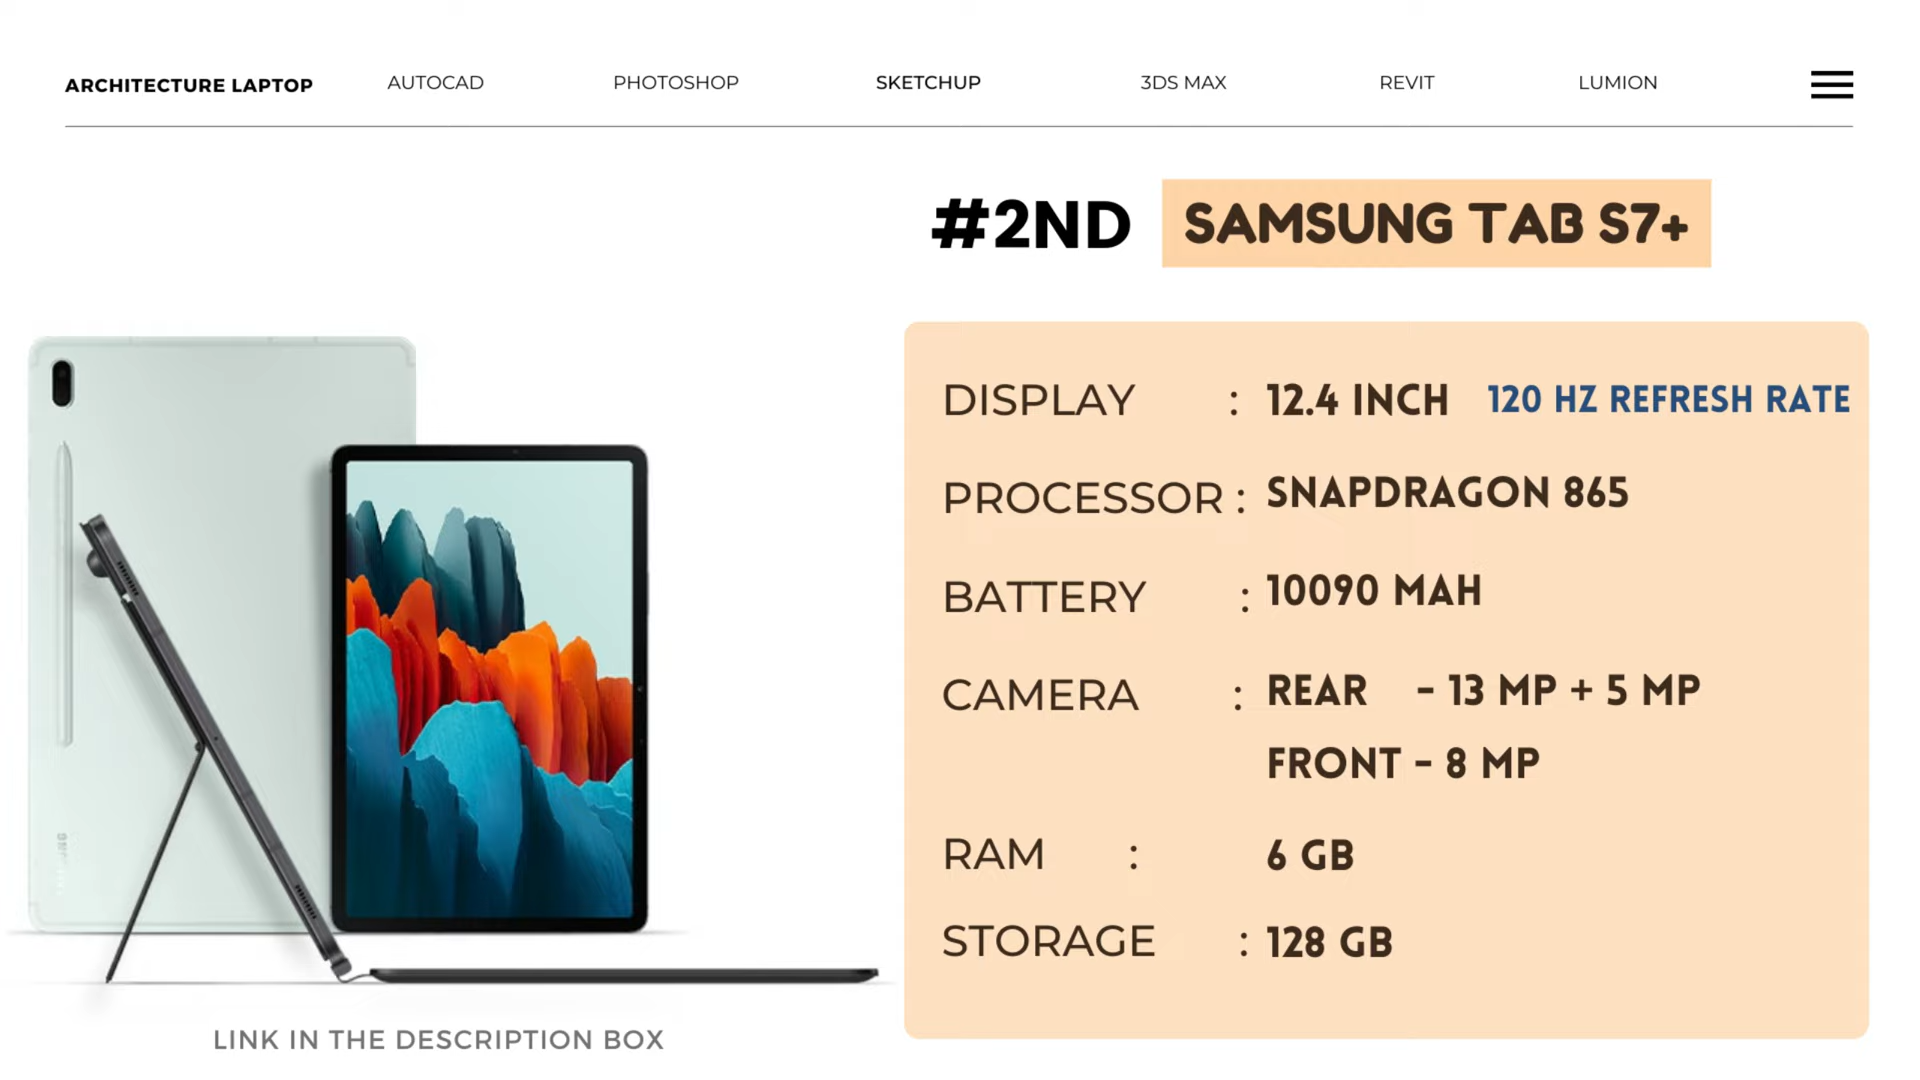 ARCHITECTURE LAPTOP AUTOCAD PHOTOSHOP SKETCHUP 3DS MAX REVIT LUMION
#2ND SAMSUNG TAB S7+
DISPLAY : 12.4 INCH 120 HZ REFRESH RATE
PROCESSOR : SNAPDRAGON 865
BATTERY : 10090 MAH
CAMERA : REAR - 13 MP + 5 MP
FRONT - 8 MP
RAM : 6 GB
STORAGE : 128 GB
LINK IN THE DESCRIPTION BOX